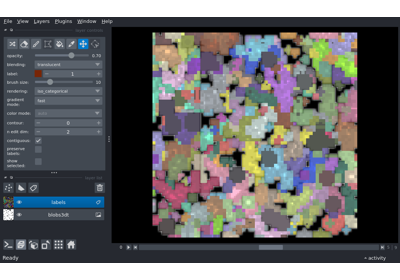 File View Layers Plugins Window Help
opacity: 0.70
blending: translucent
label: 1
brush size: 10
rendering: iso_categorical
gradient mode: fast
color mode:
contour: 0
n edit dim: 2
contiguous:
preserve labels:
show selected:
labels
blobs3dt
Ready
activity